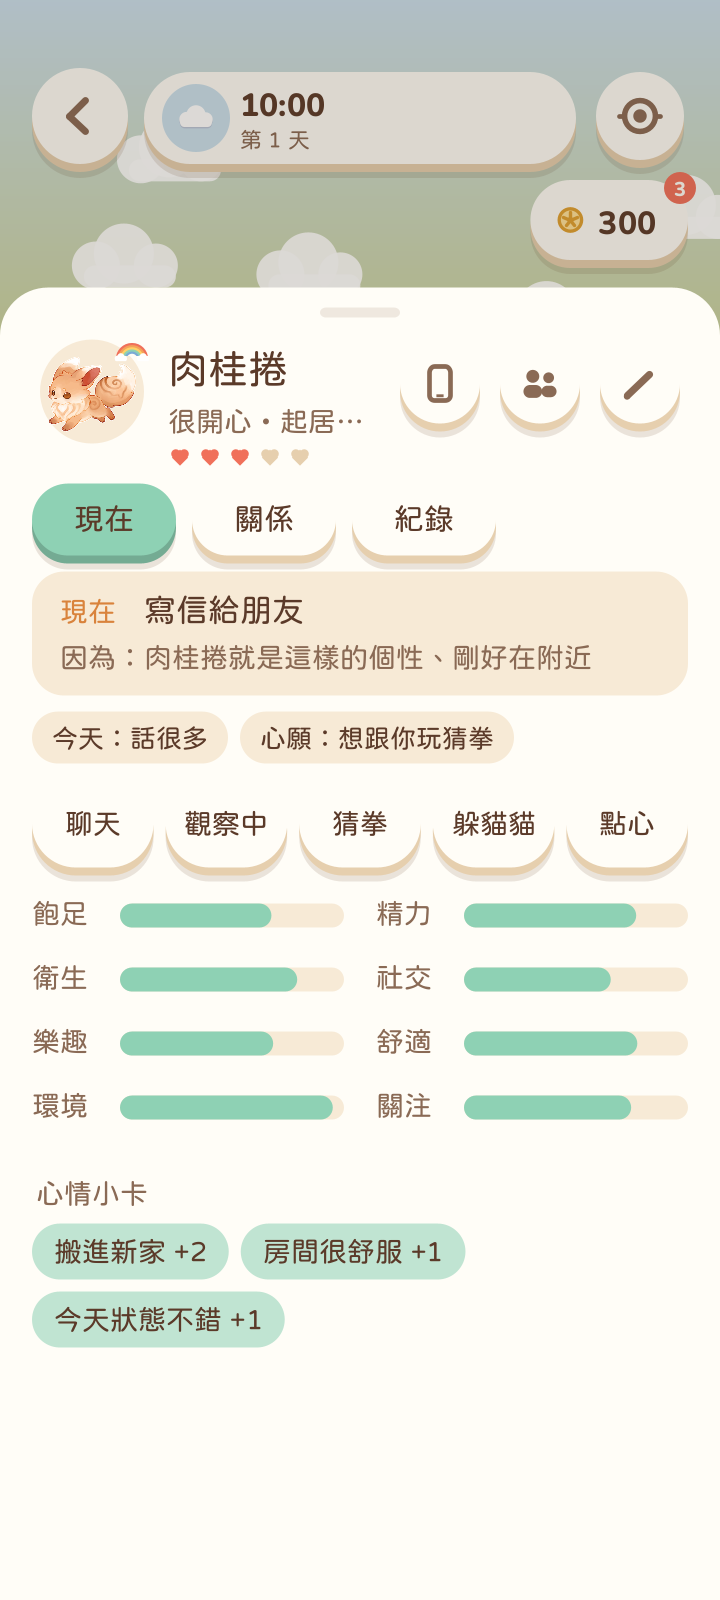 10:00
第 1 天
3
300
肉桂捲
很開心・起居…
現在
關係
紀錄
現在 寫信給朋友
因為：肉桂捲就是這樣的個性、剛好在附近
今天：話很多
心願：想跟你玩猜拳
聊天
觀察中
猜拳
躲貓貓
點心
飽足
精力
衛生
社交
樂趣
舒適
環境
關注
心情小卡
搬進新家 +2
房間很舒服 +1
今天狀態不錯 +1